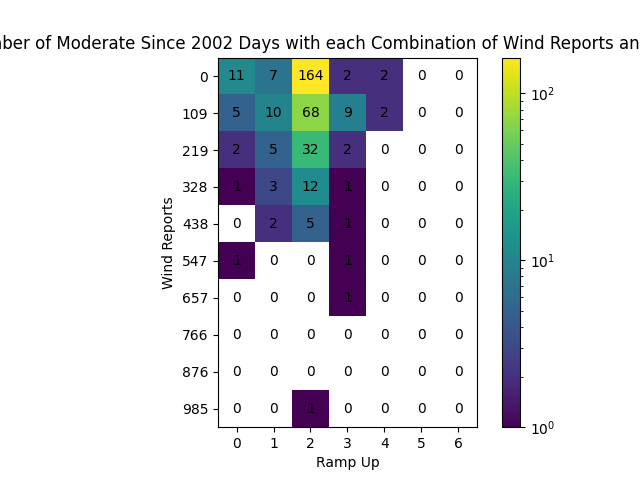 ber of Moderate Since 2002 Days with each Combination of Wind Reports an
0 11 7 164 2 2 0 0
109 5 10 68 9 2 0 0
219 2 5 32 2 0 0 0
328 1 3 12 1 0 0 0
438 0 2 5 1 0 0 0
547 1 0 0 1 0 0 0
657 0 0 0 1 0 0 0
766 0 0 0 0 0 0 0
876 0 0 0 0 0 0 0
985 0 0 1 0 0 0 0
0 1 2 3 4 5 6
Ramp Up
Wind Reports
10²
10¹
10⁰